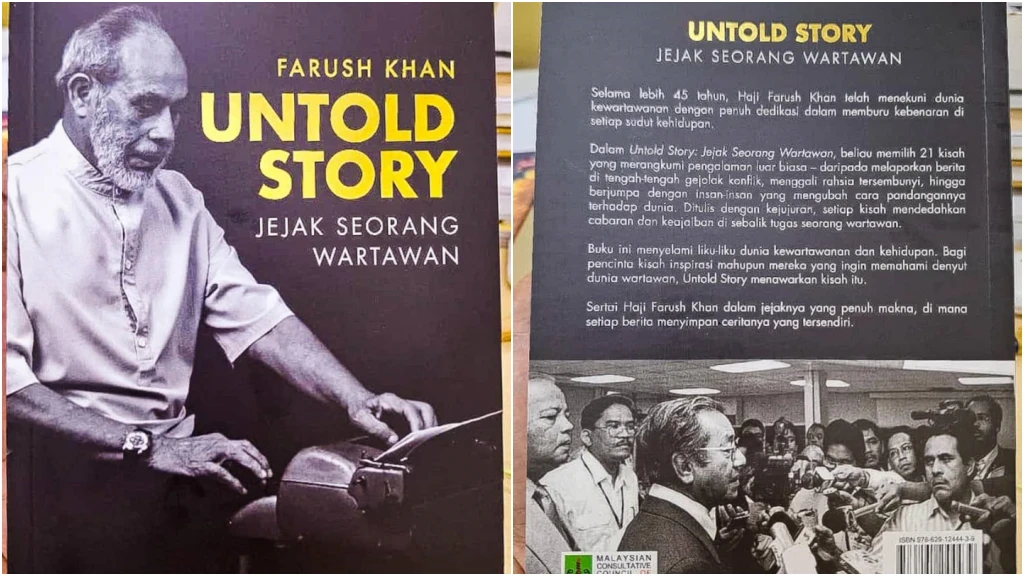 FARUSH KHAN
UNTOLD
STORY
JEJAK SEORANG
WARTAWAN
UNTOLD STORY
JEJAK SEORANG WARTAWAN
Selama lebih 45 tahun, Haji Farush Khan telah menekuni dunia
kewartawanan dengan penuh dedikasi dalam memburu kebenaran di
setiap sudut kehidupan.
Dalam Untold Story: Jejak Seorang Wartawan, beliau memilih 21 kisah
yang merangkumi pengalaman luar biasa – daripada melaporkan berita
di tengah-tengah gejolak konflik, menggali rahsia tersembunyi, hingga
berjumpa dengan insan-insan yang mengubah cara pandangannya
terhadap dunia. Ditulis dengan kejujuran, setiap kisah mendedahkan
cabaran dan keajaiban di sebalik tugas seorang wartawan.
Buku ini menyelami liku-liku dunia kewartawanan dan kehidupan. Bagi
pencinta kisah inspirasi mahupun mereka yang ingin memahami denyut
dunia wartawan, Untold Story menawarkan kisah itu.
Sertai Haji Farush Khan dalam jejaknya yang penuh makna, di mana
setiap berita menyimpan ceritanya yang tersendiri.
ISBN 978-629-12444-3-9
MALAYSIAN
CONSULTATIVE
COUNCIL OF